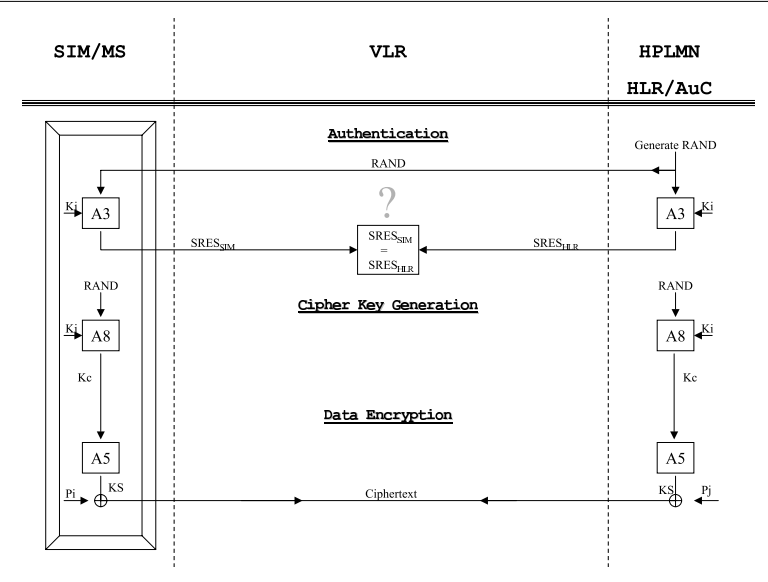 SIM/MS
VLR
HPLMN
HLR/AuC
Authentication
Generate RAND
RAND
?
Ki
A3
SRES_SIM
SRES_SIM
=
SRES_HLR
SRES_HLR
A3
Ki
Cipher Key Generation
RAND
RAND
Ki
A8
A8
Ki
Kc
Kc
Data Encryption
A5
A5
Pi
KS
Ciphertext
KS
Pj